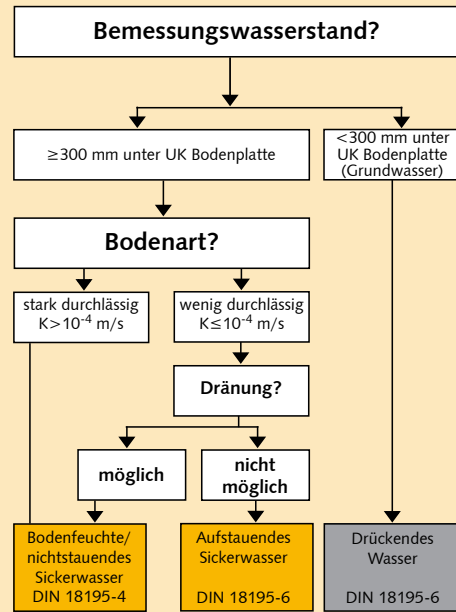 Bemessungswasserstand?
≥300 mm unter UK Bodenplatte
<300 mm unter
UK Bodenplatte
(Grundwasser)
Bodenart?
stark durchlässig
K>10⁻⁴ m/s
wenig durchlässig
K≤10⁻⁴ m/s
Dränung?
möglich
nicht
möglich
Bodenfeuchte/
nichtstauendes
Sickerwasser
DIN 18195-4
Aufstauendes
Sickerwasser
DIN 18195-6
Drückendes
Wasser
DIN 18195-6